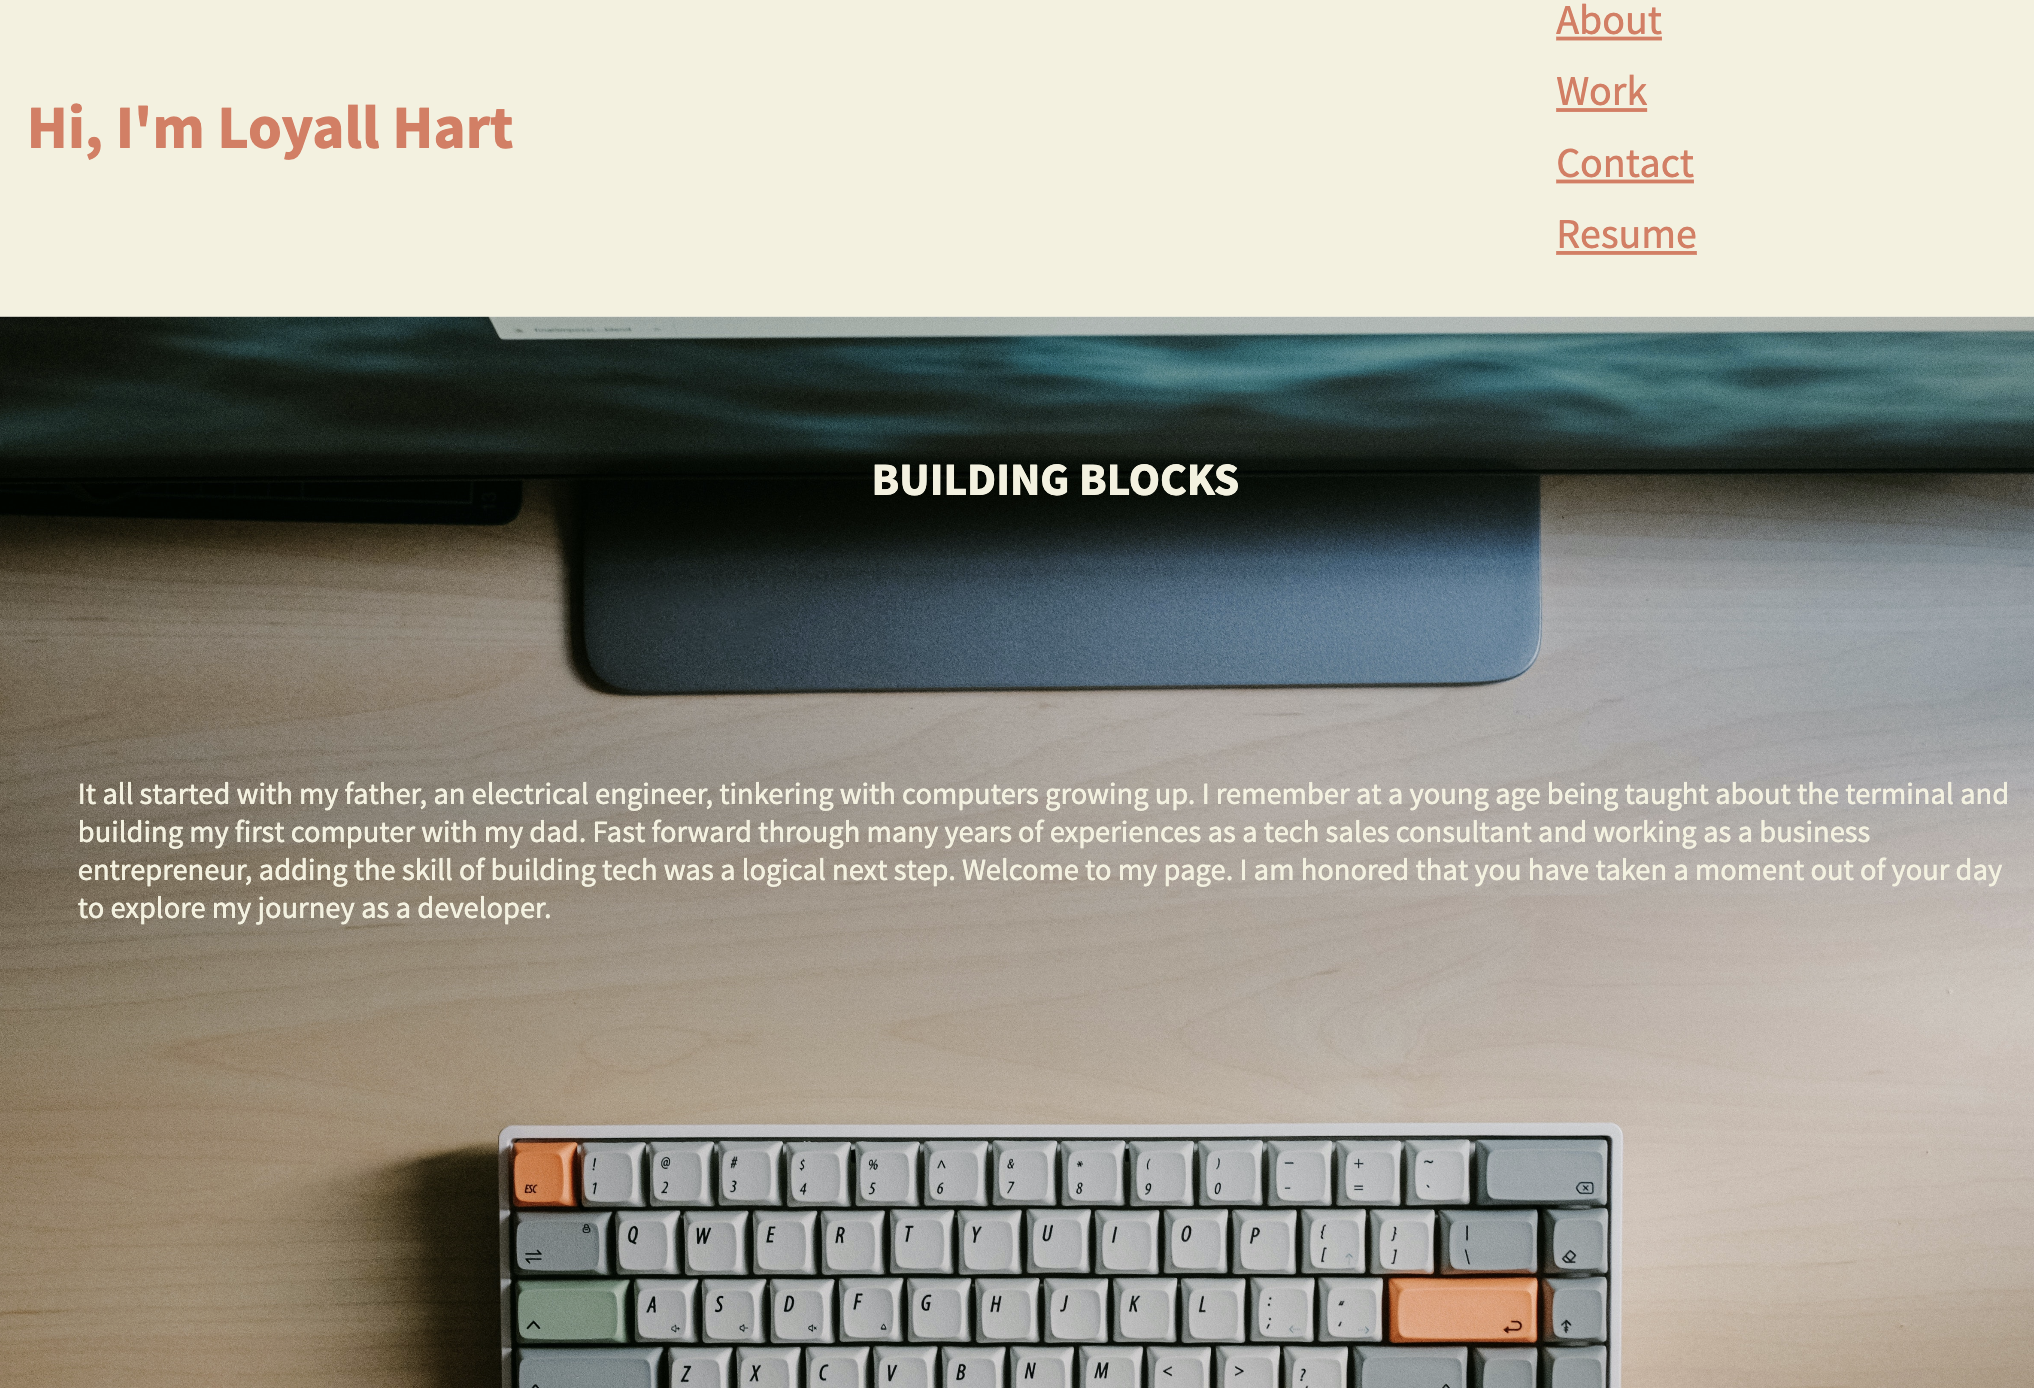 About
Work
Hi, I'm Loyall Hart
Contact
Resume
BUILDING BLOCKS
It all started with my father, an electrical engineer, tinkering with computers growing up. I remember at a young age being taught about the terminal and
building my first computer with my dad. Fast forward through many years of experiences as a tech sales consultant and working as a business
entrepreneur, adding the skill of building tech was a logical next step. Welcome to my page. I am honored that you have taken a moment out of your day
to explore my journey as a developer.
ESC ! 1 @ 2 # 3 $ 4 % 5 ^ 6 & 7 * 8 ( 9 ) 0 _ - + = ~ `
Q W E R T Y U I O P { [ } ] | \
A S D F G H J K L : ; " '
Z X C V B N M < > ?